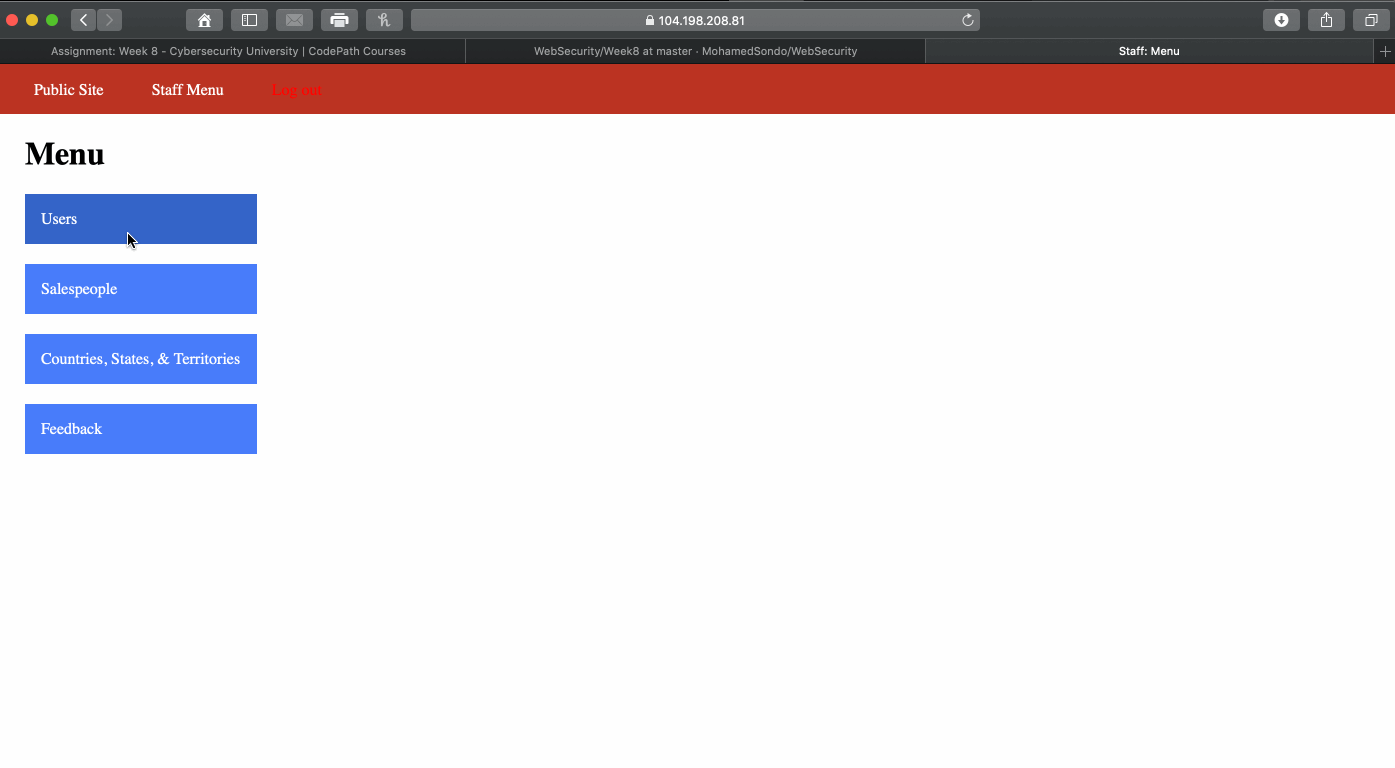 104.198.208.81
Assignment: Week 8 - Cybersecurity University | CodePath Courses
WebSecurity/Week8 at master · MohamedSondo/WebSecurity
Staff: Menu
Public Site
Staff Menu
Log out
Menu
Users
Salespeople
Countries, States, & Territories
Feedback